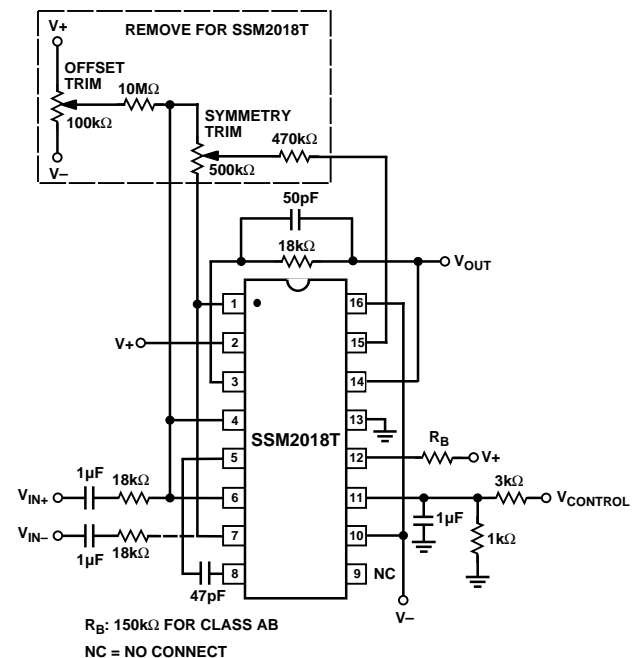 V+
REMOVE FOR SSM2018T
OFFSET
TRIM
10MΩ
100kΩ
V–
SYMMETRY
TRIM
470kΩ
500kΩ
50pF
18kΩ
VOUT
1
16
V+
2
15
3
14
4
13
SSM2018T
5
12
RB
V+
VIN+
1µF
18kΩ
6
11
3kΩ
VCONTROL
VIN–
1µF
18kΩ
7
10
1µF
1kΩ
8
9
NC
47pF
V–
RB: 150kΩ FOR CLASS AB
NC = NO CONNECT